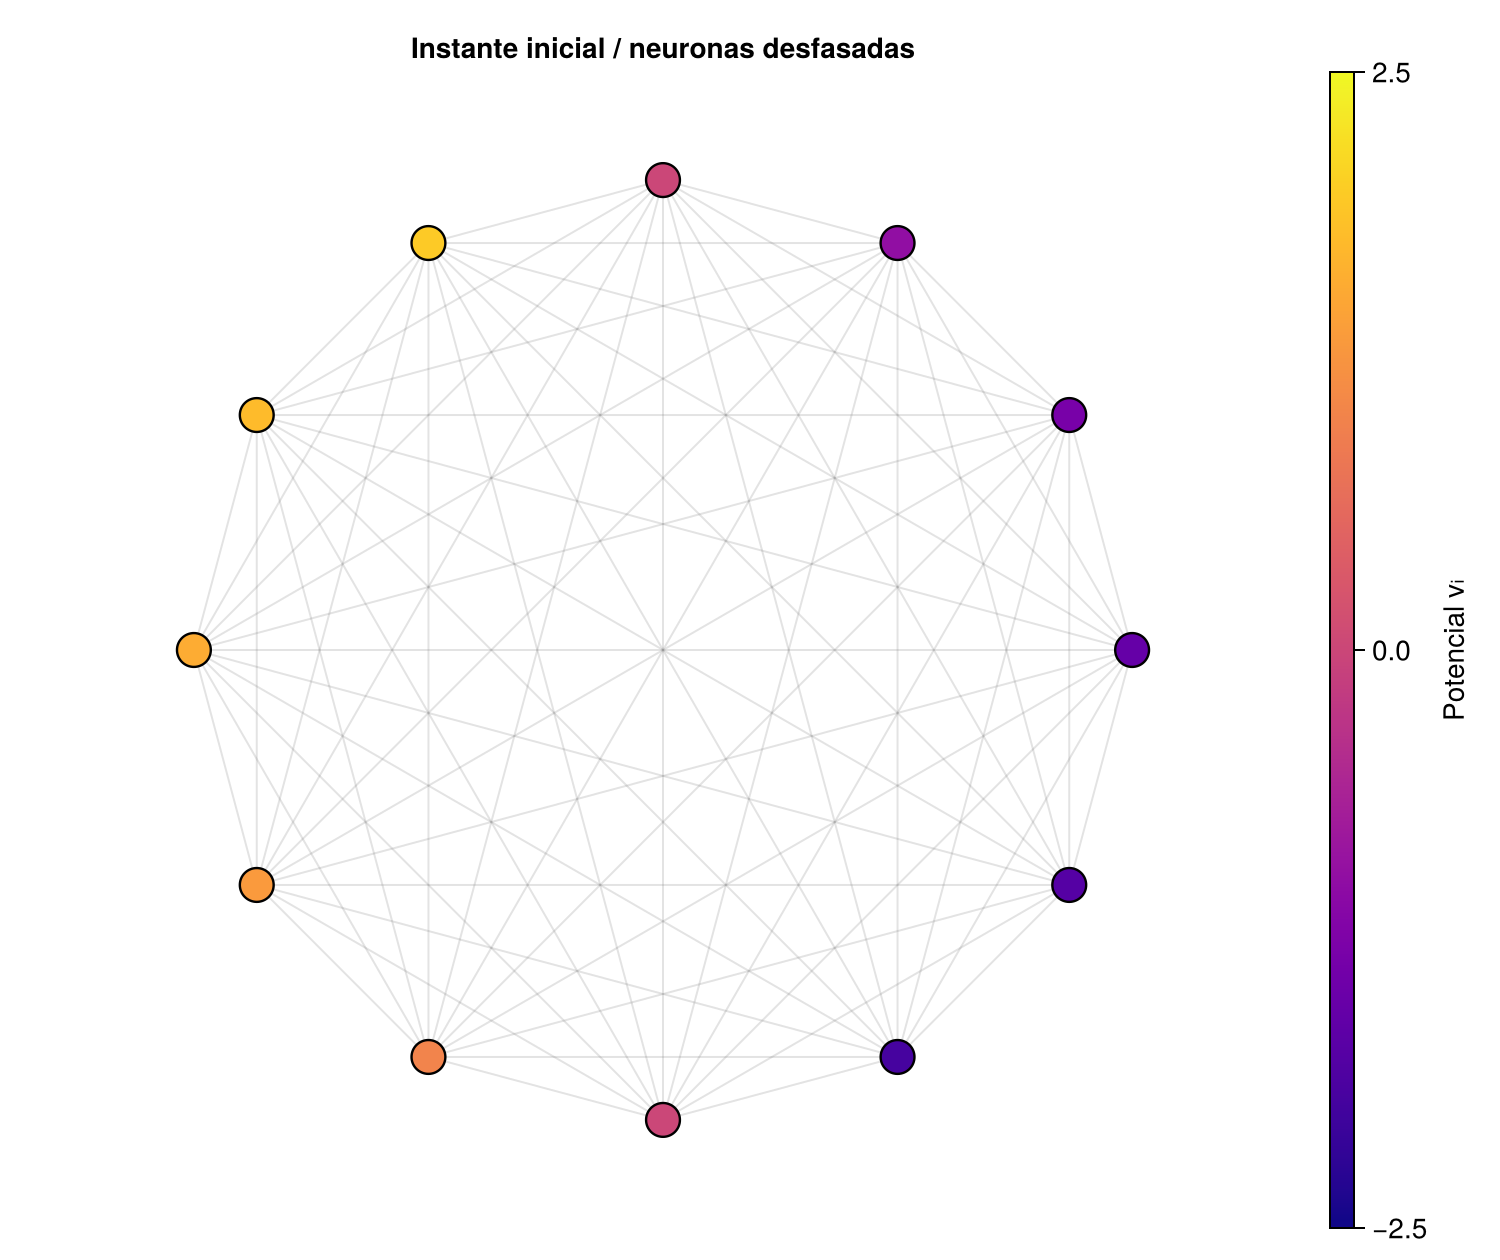 Instante inicial / neuronas desfasadas
2.5
0.0
−2.5
Potencial vᵢ